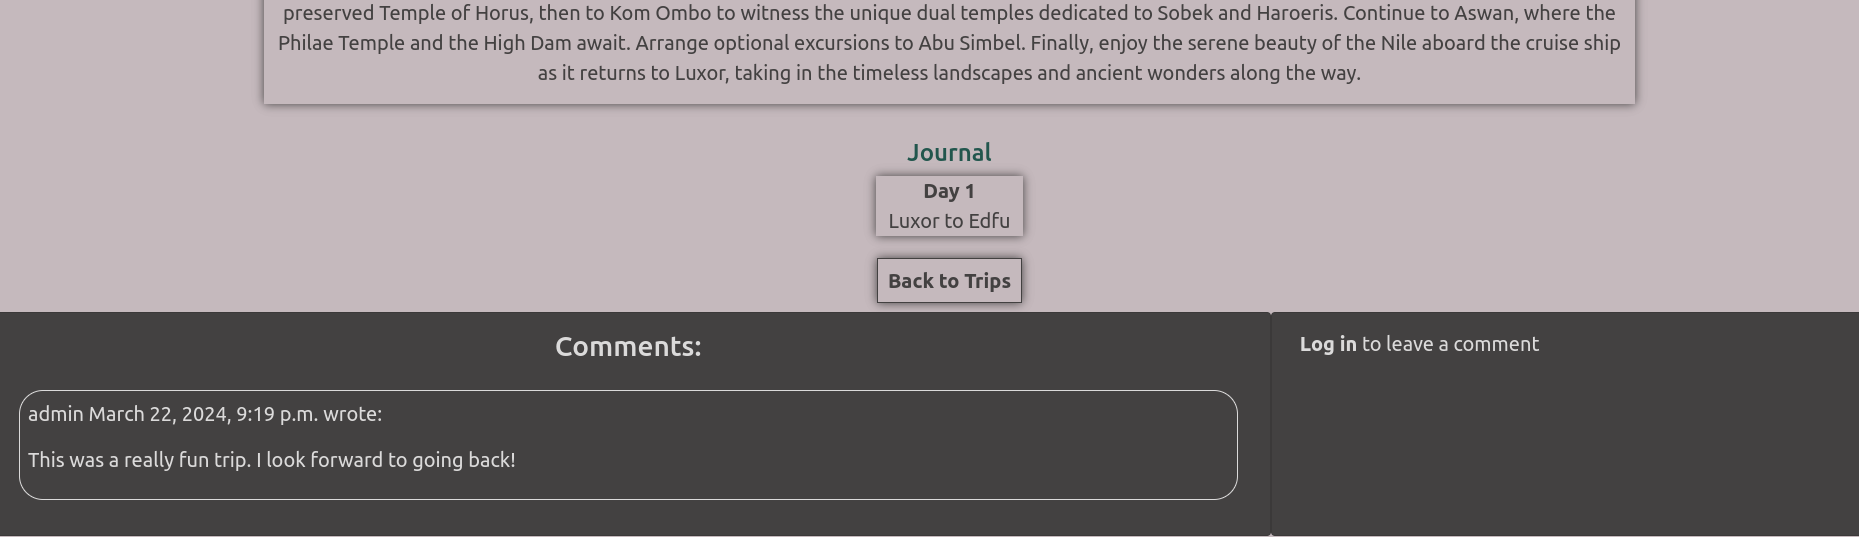 preserved Temple of Horus, then to Kom Ombo to witness the unique dual temples dedicated to Sobek and Haroeris. Continue to Aswan, where the
Philae Temple and the High Dam await. Arrange optional excursions to Abu Simbel. Finally, enjoy the serene beauty of the Nile aboard the cruise ship
as it returns to Luxor, taking in the timeless landscapes and ancient wonders along the way.
Journal
Day 1
Luxor to Edfu
Back to Trips
Comments:
admin March 22, 2024, 9:19 p.m. wrote:
This was a really fun trip. I look forward to going back!
Log in to leave a comment